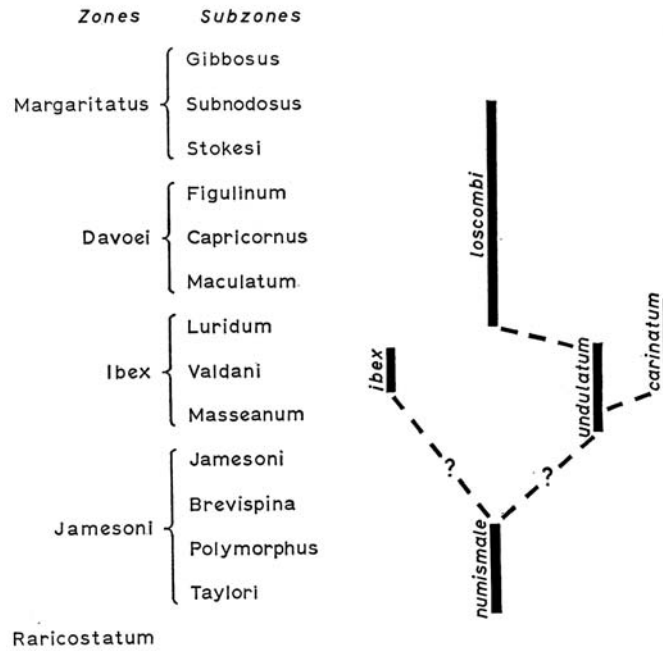 Zones Subzones
Gibbosus
Margaritatus Subnodosus
Stokesi
Figulinum
Davoei Capricornus
Maculatum
Luridum
Ibex Valdani
Masseanum
Jamesoni
Brevispina
Jamesoni
Polymorphus
Taylori
Raricostatum
loscombi
ibex
undulatum
carinatum
?
?
numismale